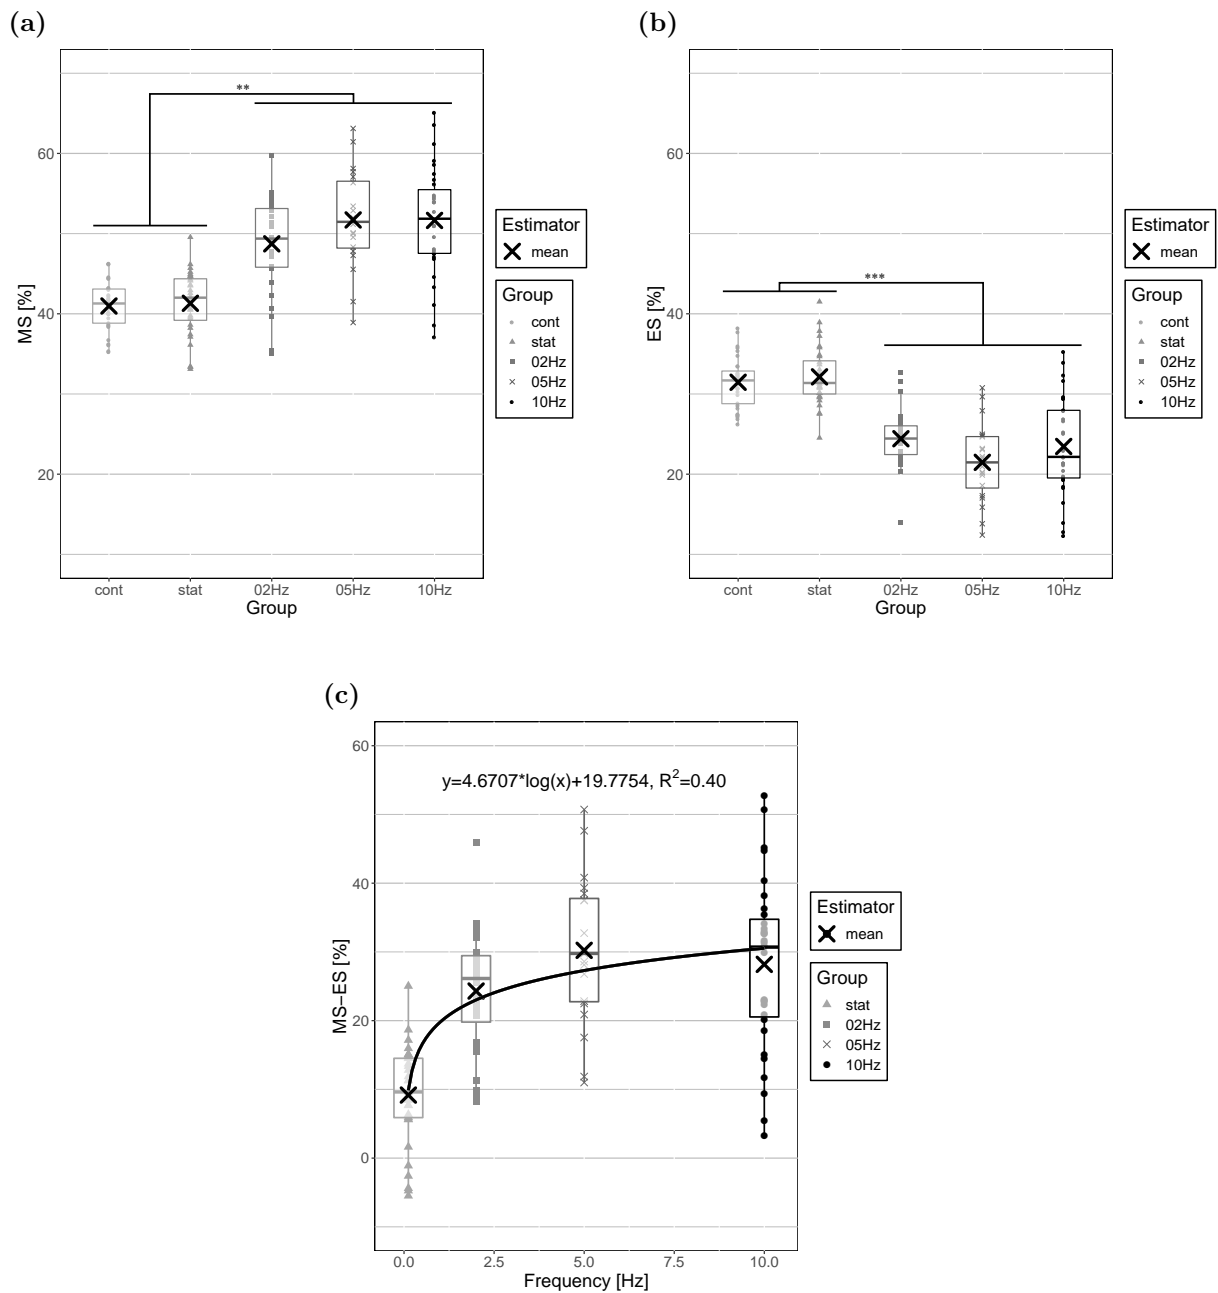 (a)
**
60
40
20
MS [%]
cont stat 02Hz 05Hz 10Hz
Group
Estimator
mean
Group
cont
stat
02Hz
05Hz
10Hz
(b)
***
60
40
20
ES [%]
cont stat 02Hz 05Hz 10Hz
Group
Estimator
mean
Group
cont
stat
02Hz
05Hz
10Hz
(c)
y=4.6707*log(x)+19.7754, R²=0.40
60
40
20
0
MS−ES [%]
0.0 2.5 5.0 7.5 10.0
Frequency [Hz]
Estimator
mean
Group
stat
02Hz
05Hz
10Hz